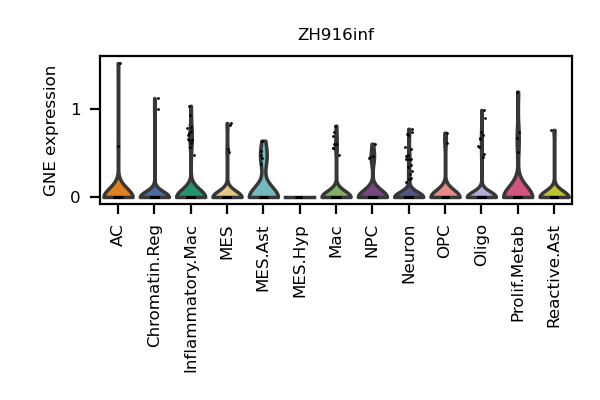 ZH916inf
GNE expression
1
0
AC
Chromatin.Reg
Inflammatory.Mac
MES
MES.Ast
MES.Hyp
Mac
NPC
Neuron
OPC
Oligo
Prolif.Metab
Reactive.Ast